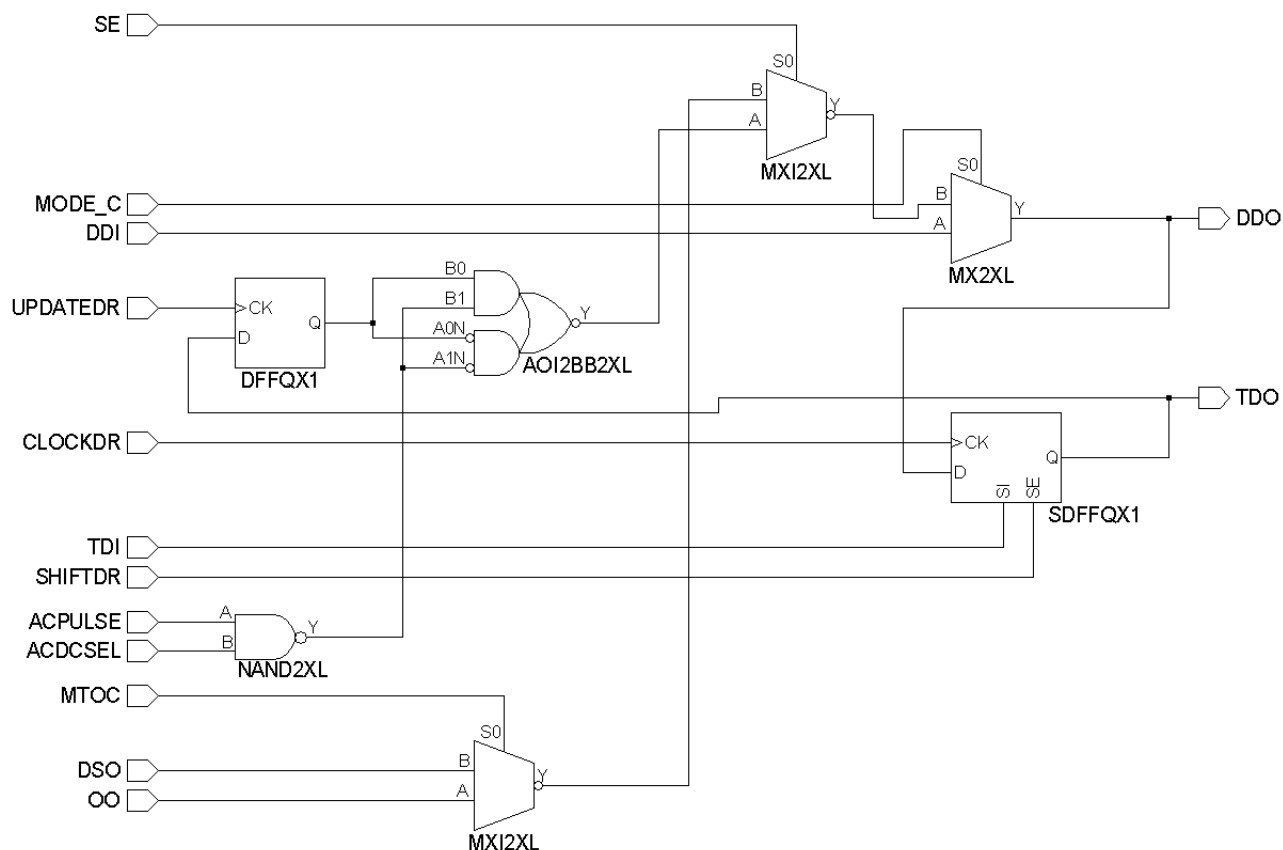 SE
S0
B
Y
A
MXI2XL
S0
MODE_C
B
Y
DDO
DDI
A
MX2XL
B0
UPDATEDR
CK
B1
Y
Q
D
A0N
A1N
DFFQX1
AOI2BB2XL
TDO
CLOCKDR
CK
Q
D
SI
SE
SDFFQX1
TDI
SHIFTDR
ACPULSE
A
Y
ACDCSEL
B
NAND2XL
MTOC
S0
DSO
B
Y
OO
A
MXI2XL